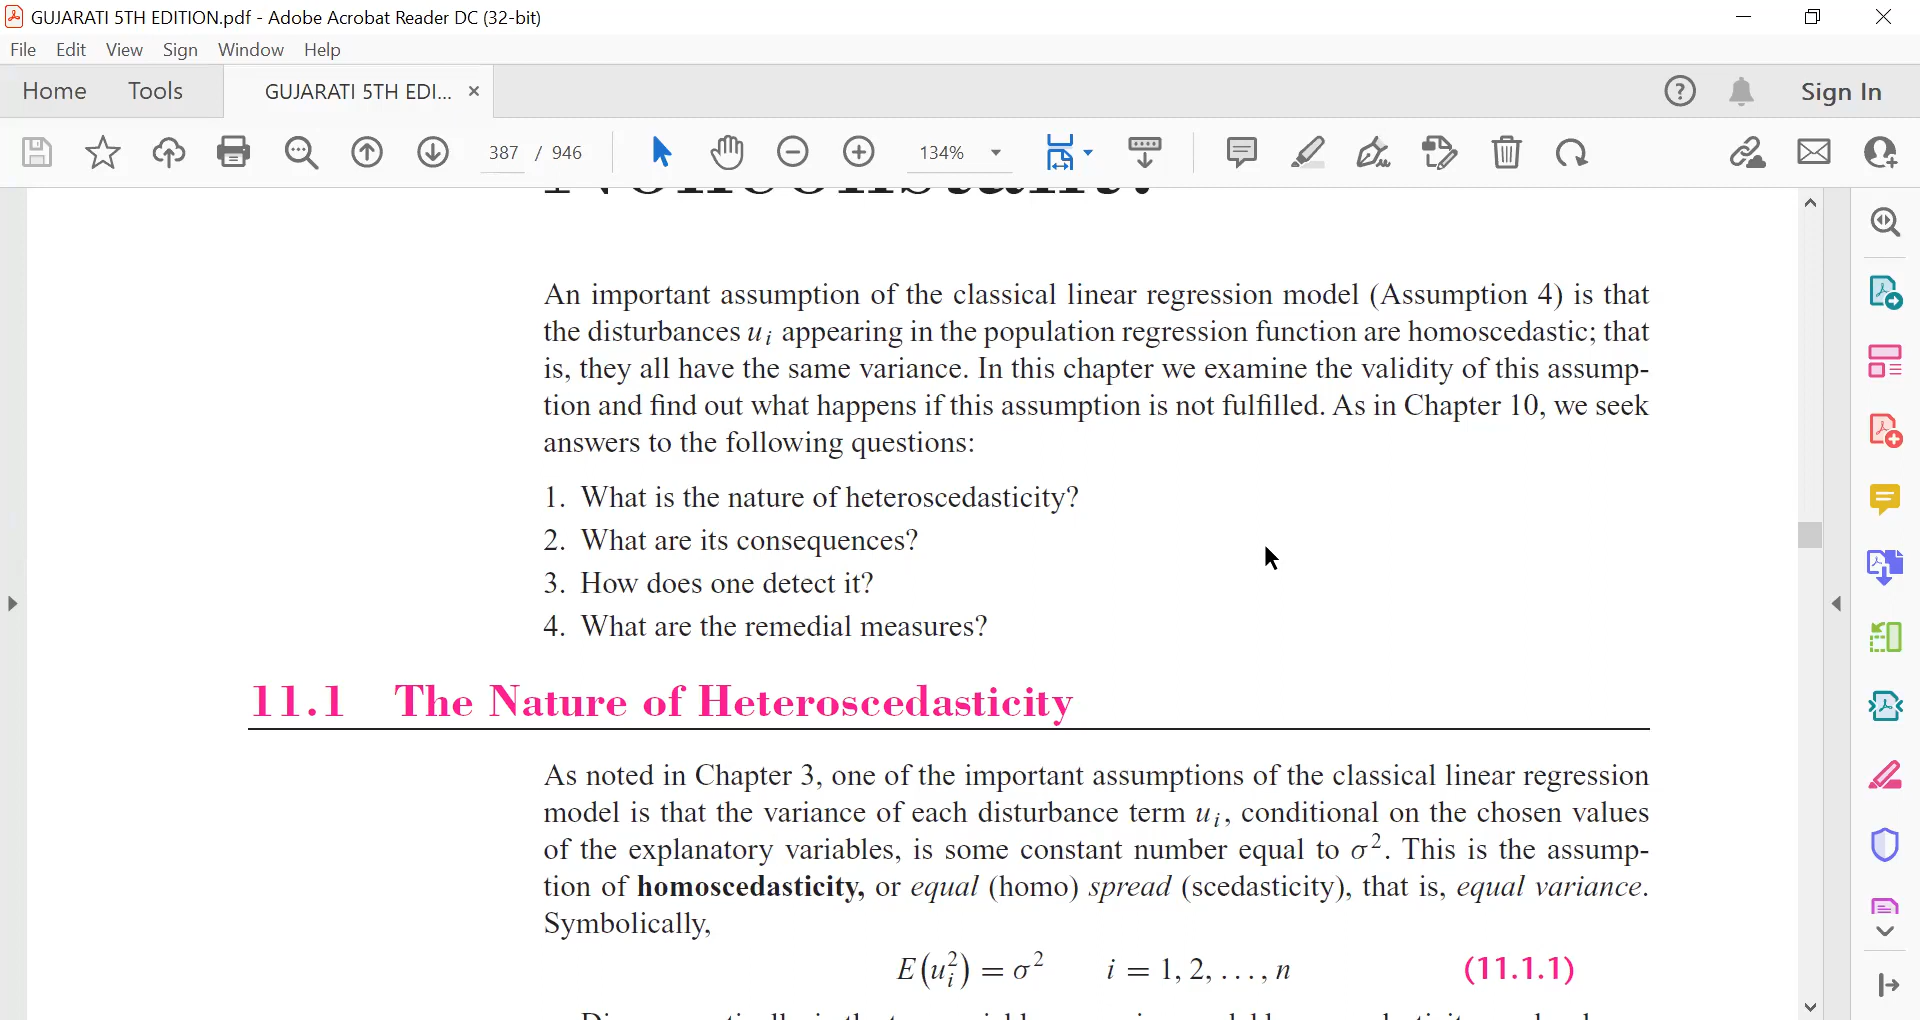 GUJARATI 5TH EDITION.pdf - Adobe Acrobat Reader DC (32-bit)
File Edit View Sign Window Help
Home Tools GUJARATI 5TH EDI... × Sign In
387 / 946 134%
An important assumption of the classical linear regression model (Assumption 4) is that
the disturbances uᵢ appearing in the population regression function are homoscedastic; that
is, they all have the same variance. In this chapter we examine the validity of this assump-
tion and find out what happens if this assumption is not fulfilled. As in Chapter 10, we seek
answers to the following questions:
1. What is the nature of heteroscedasticity?
2. What are its consequences?
3. How does one detect it?
4. What are the remedial measures?
11.1 The Nature of Heteroscedasticity
As noted in Chapter 3, one of the important assumptions of the classical linear regression
model is that the variance of each disturbance term uᵢ, conditional on the chosen values
of the explanatory variables, is some constant number equal to σ². This is the assump-
tion of homoscedasticity, or equal (homo) spread (scedasticity), that is, equal variance.
Symbolically,
E(uᵢ²) = σ² i = 1, 2, . . . , n (11.1.1)